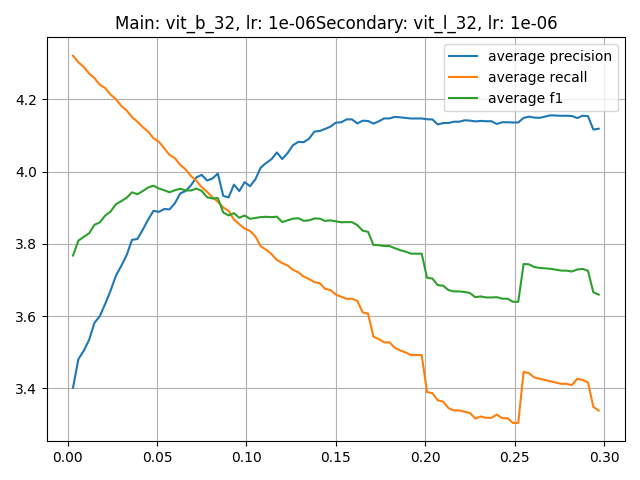 Main: vit_b_32, lr: 1e-06Secondary: vit_l_32, lr: 1e-06
average precision
average recall
average f1
4.2
4.0
3.8
3.6
3.4
0.00 0.05 0.10 0.15 0.20 0.25 0.30